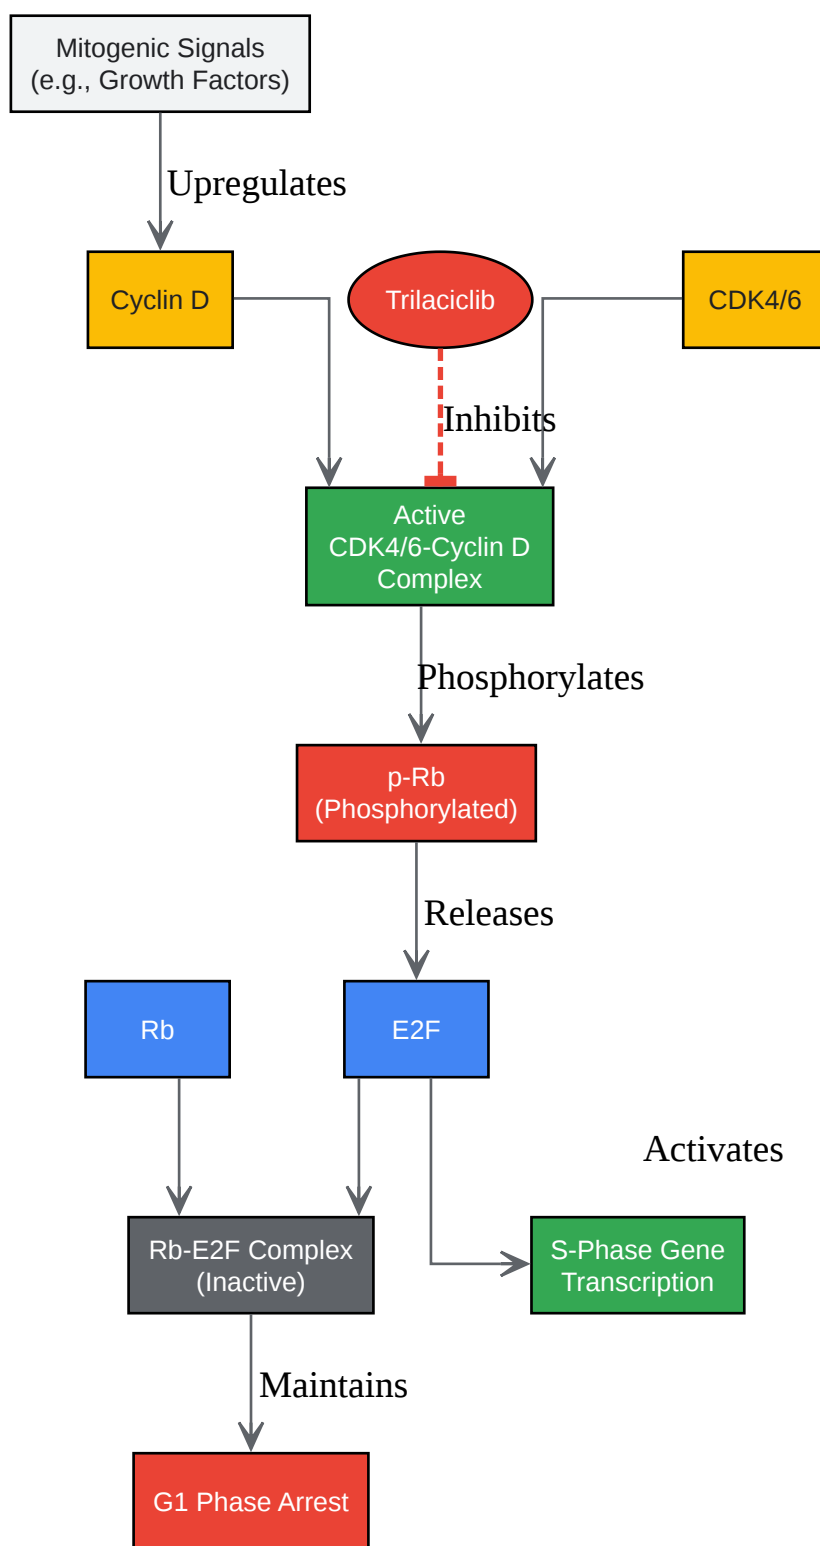 Mitogenic Signals
(e.g., Growth Factors)
Upregulates
Cyclin D
Trilaciclib
CDK4/6
Inhibits
Active
CDK4/6-Cyclin D
Complex
Phosphorylates
p-Rb
(Phosphorylated)
Releases
Rb
E2F
Activates
Rb-E2F Complex
(Inactive)
S-Phase Gene
Transcription
Maintains
G1 Phase Arrest